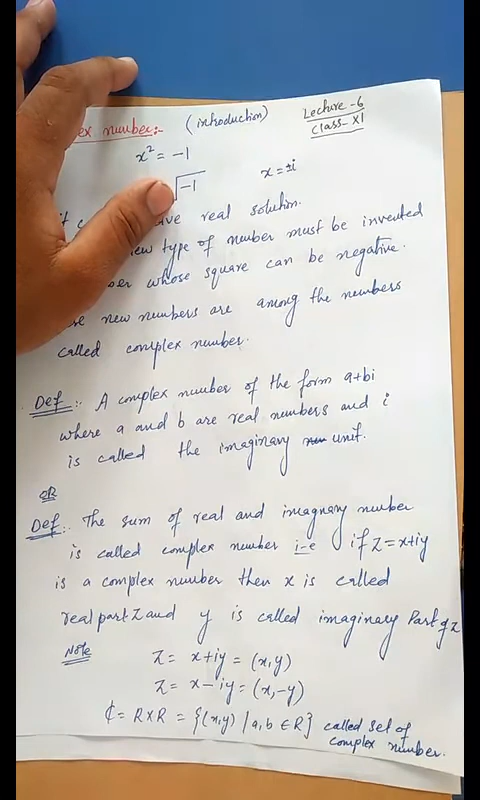 ex number:- (introduction) Lecture-6
Class-XI
x² = -1
√-1 x = ±i
ve real solution.
new type of number must be invented
ber whose square can be negative.
new numbers are among the numbers
called complex number.
Def:- A complex number of the form a+bi
where a and b are real numbers and i
is called the imaginary unit.
OR
Def:- The sum of real and imagnary number
is called complex number i-e if Z = x+iy
is a complex number then x is called
real part Z and y is called imaginary Part of Z
Note
Z = x+iy = (x,y)
Z = x-iy = (x,-y)
₵ = R×R = {(x,y) / a,b ∈ R} called set of
complex number.